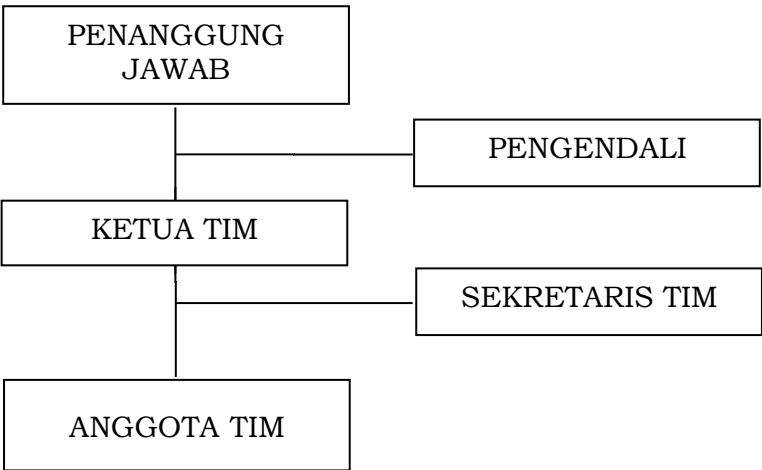 PENANGGUNG
JAWAB
PENGENDALI
KETUA TIM
SEKRETARIS TIM
ANGGOTA TIM